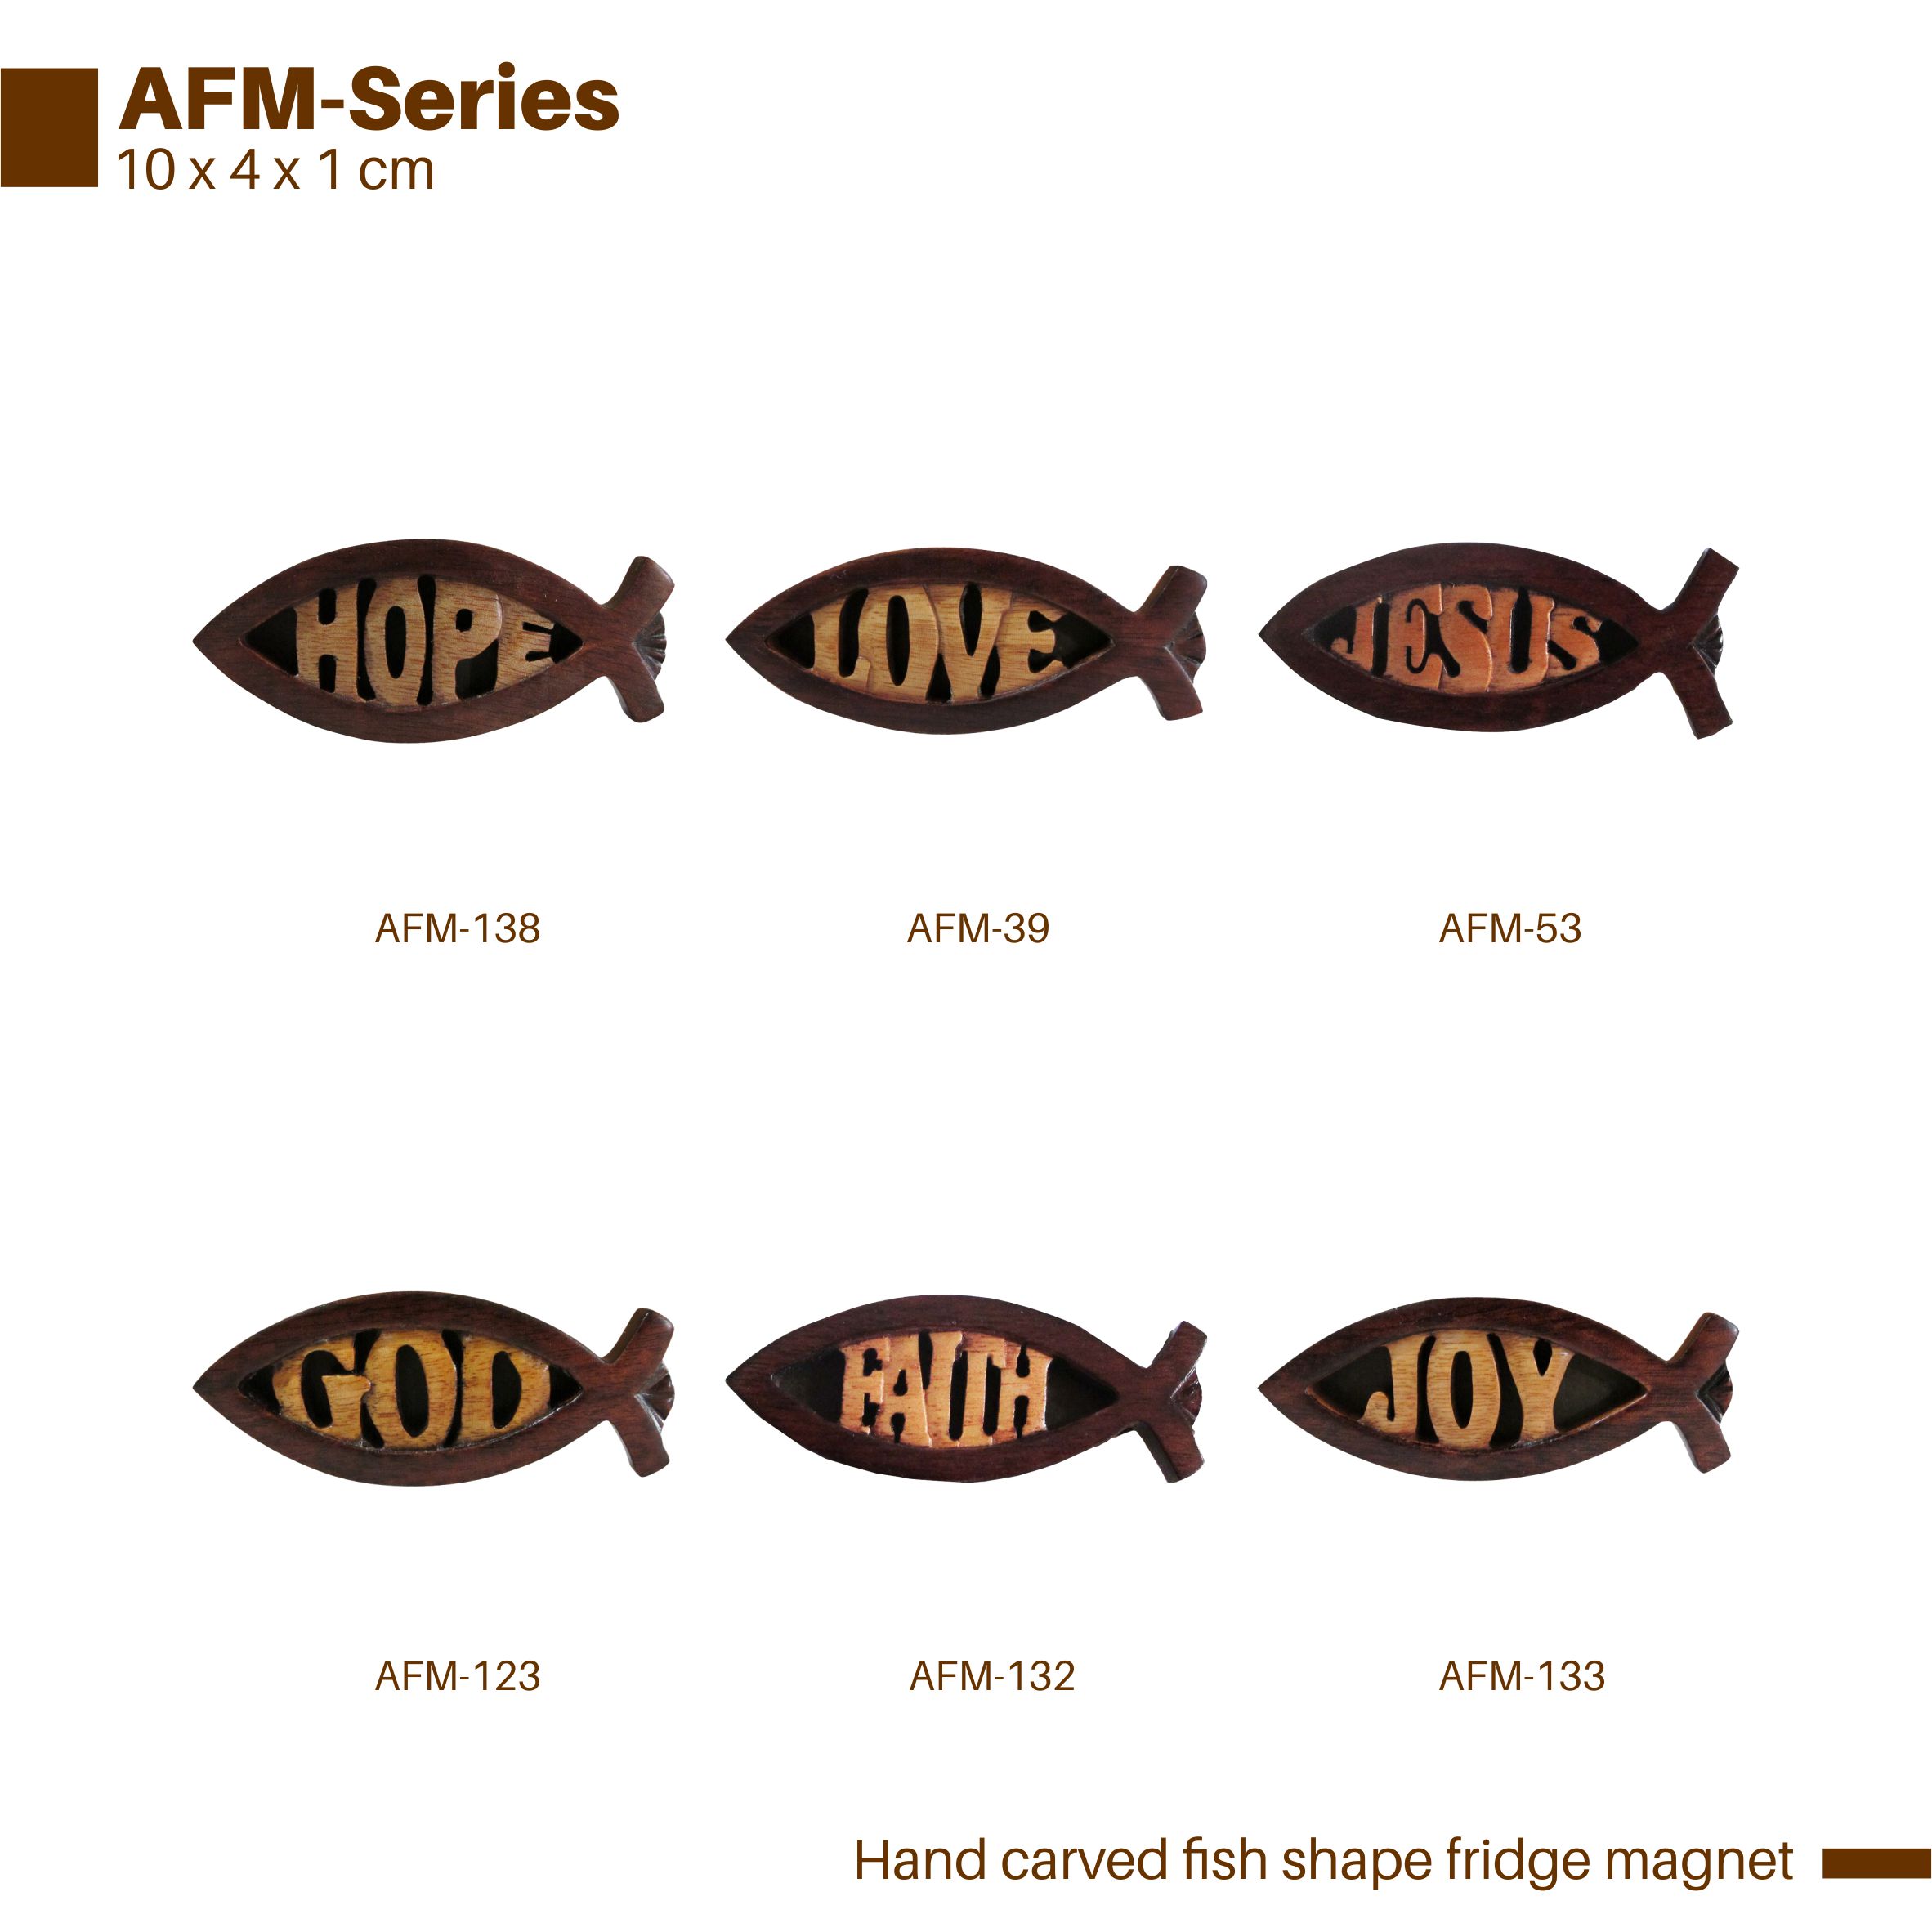 AFM-Series
10 x 4 x 1 cm
HOPE
LOVE
JESUS
AFM-138
AFM-39
AFM-53
GOD
FAITH
JOY
AFM-123
AFM-132
AFM-133
Hand carved fish shape fridge magnet